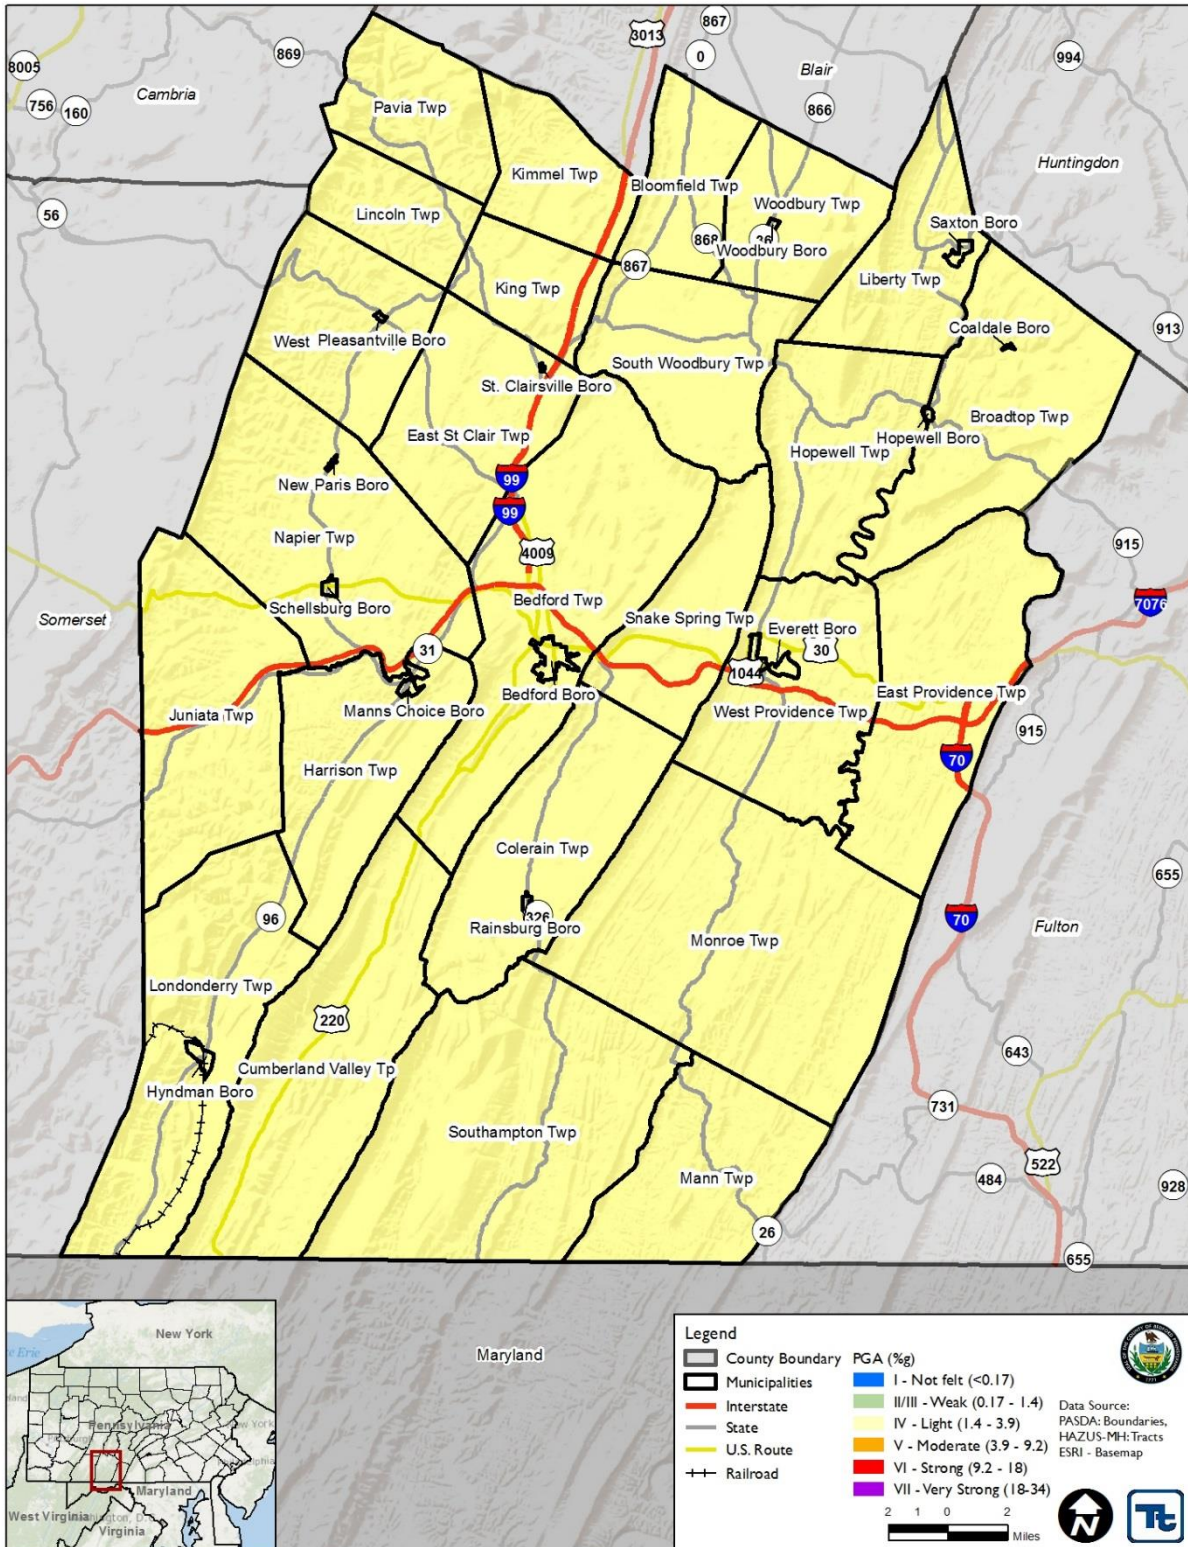 867
3013
0
Blair
994
869
8005
Cambria
866
756
160
Pavia Twp
Huntingdon
Kimmel Twp
Bloomfield Twp
Woodbury Twp
56
Lincoln Twp
Saxton Boro
868
Woodbury Boro
867
King Twp
Liberty Twp
Coaldale Boro
913
West
Pleasantville Boro
South Woodbury Twp
St. Clairsville Boro
Broadtop Twp
East St Clair Twp
Hopewell Boro
Hopewell Twp
99
New Paris Boro
99
Napier Twp
4009
915
Schellsburg Boro
Bedford Twp
7076
Somerset
Snake Spring Twp
Everett Boro
31
30
1044
Bedford Boro
East Providence Twp
Manns Choice Boro
West Providence Twp
Juniata Twp
915
Harrison Twp
70
Colerain Twp
655
96
326
70
Rainsburg Boro
Fulton
Monroe Twp
Londonderry Twp
220
643
Cumberland Valley Tp
Hyndman Boro
731
Southampton Twp
522
Mann Twp
484
928
26
655
Maryland
New York
Pennsylvania
Maryland
West Virginia
Virginia
Legend
County Boundary
Municipalities
Interstate
State
U.S. Route
Railroad
PGA (%g)
I - Not felt (<0.17)
II/III - Weak (0.17 - 1.4)
IV - Light (1.4 - 3.9)
V - Moderate (3.9 - 9.2)
VI - Strong (9.2 - 18)
VII - Very Strong (18-34)
Data Source:
PASDA: Boundaries,
HAZUS-MH: Tracts
ESRI - Basemap
2 1 0 2
Miles
N
Tt